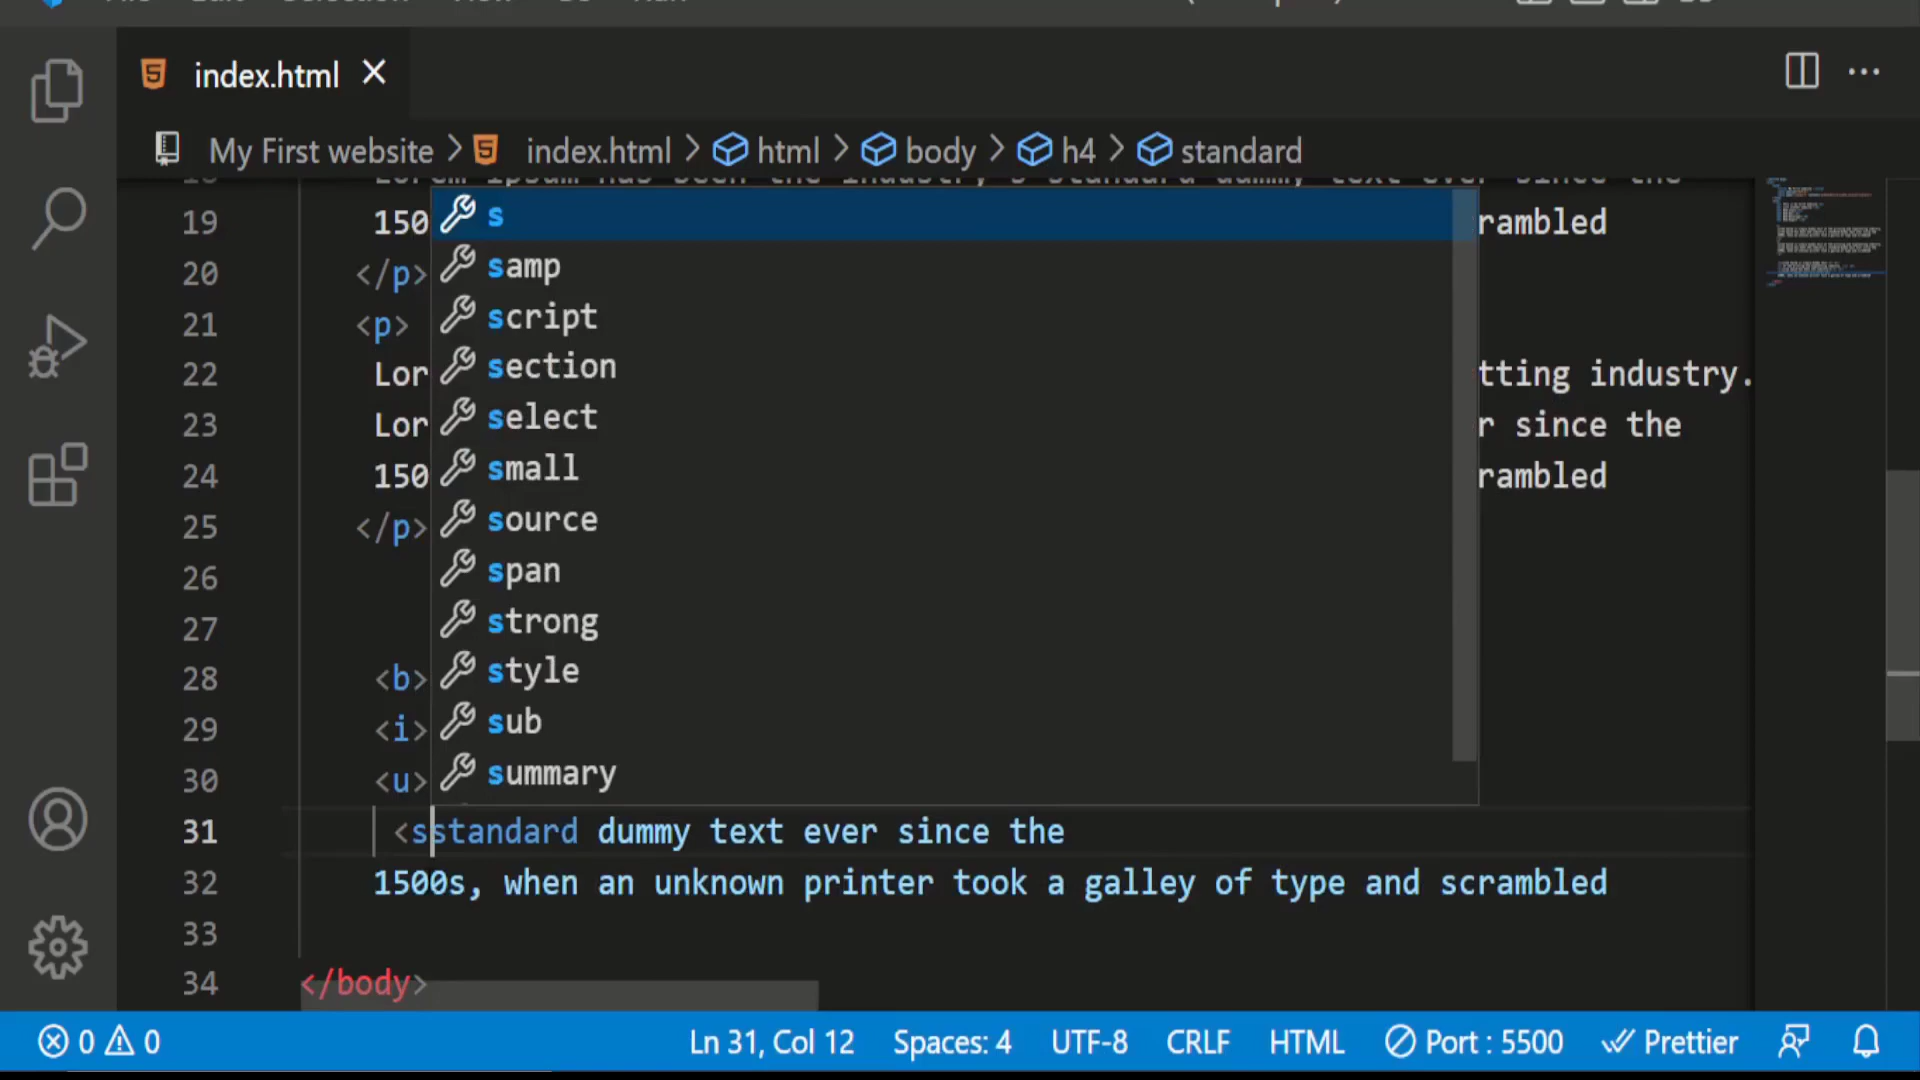 index.html
My First website > index.html > html > body > h4 > standard
19 150 rambled
20 </p>
21 <p>
22 Lor tting industry.
23 Lor r since the
24 150 rambled
25 </p>
26
27
28 <b>
29 <i>
30 <u>
s
samp
script
section
select
small
source
span
strong
style
sub
summary
31 <sstandard dummy text ever since the
32 1500s, when an unknown printer took a galley of type and scrambled
33
34 </body>
0 0 Ln 31, Col 12 Spaces: 4 UTF-8 CRLF HTML Port : 5500 Prettier